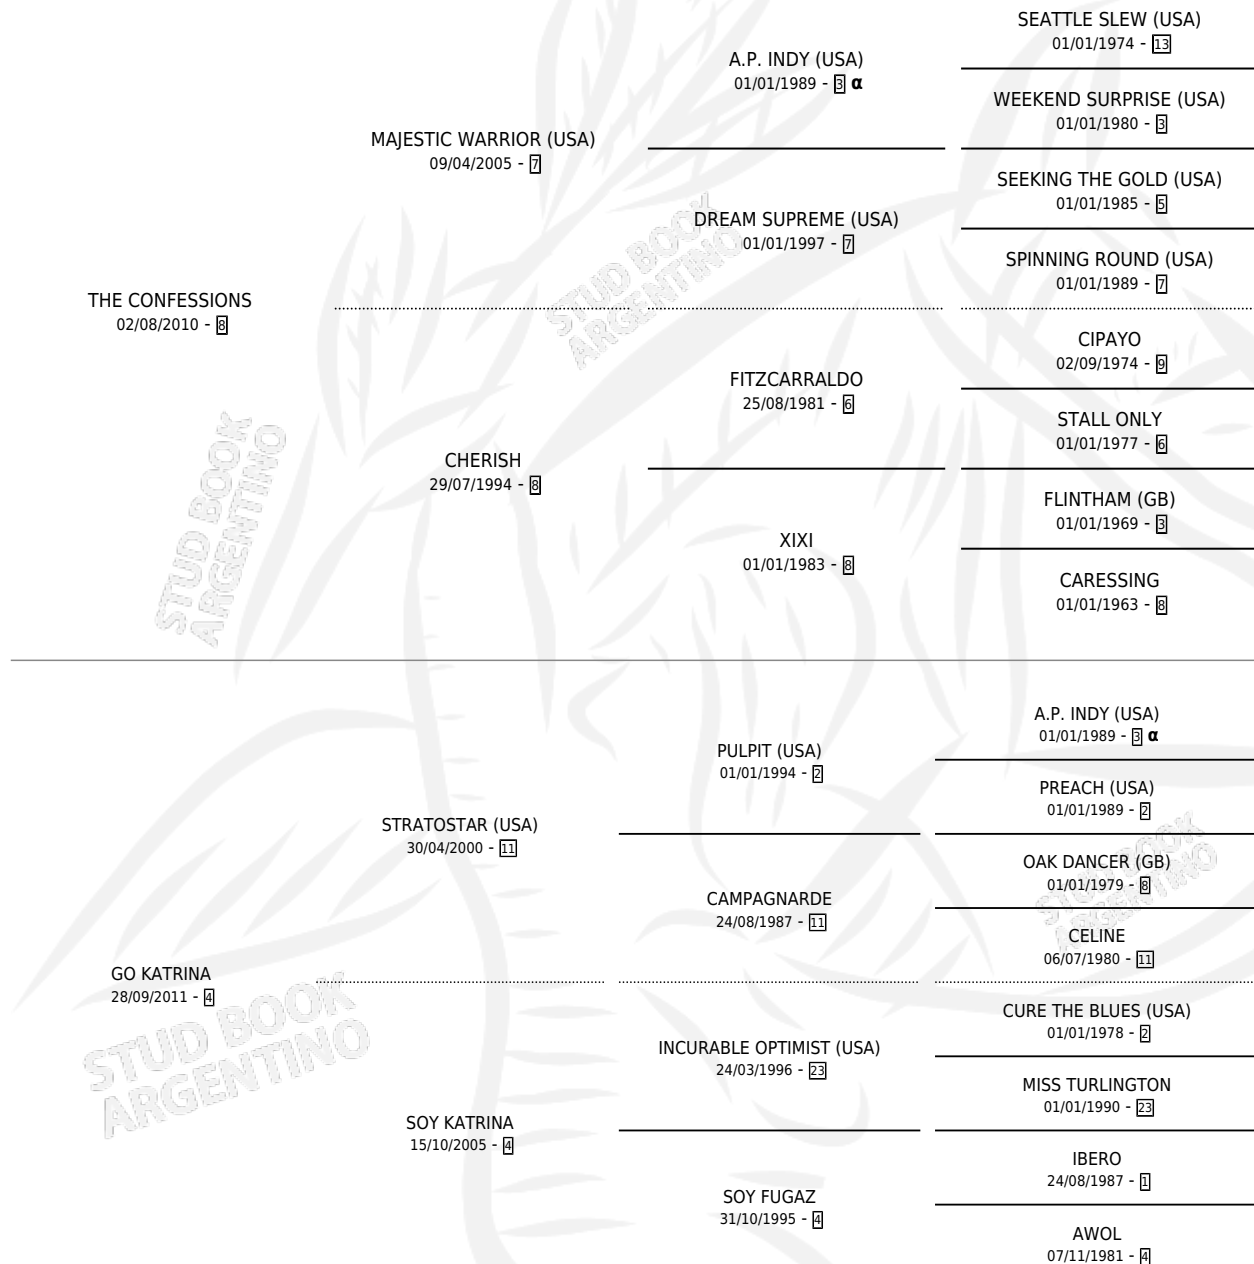 SEATTLE SLEW (USA)
01/01/1974 - 13
A.P. INDY (USA)
01/01/1989 - 3 α
WEEKEND SURPRISE (USA)
01/01/1980 - 3
MAJESTIC WARRIOR (USA)
09/04/2005 - 7
SEEKING THE GOLD (USA)
01/01/1985 - 5
DREAM SUPREME (USA)
01/01/1997 - 7
SPINNING ROUND (USA)
01/01/1989 - 7
STUD BOOK
ARGENTINO
THE CONFESSIONS
02/08/2010 - 8
CIPAYO
02/09/1974 - 9
FITZCARRALDO
25/08/1981 - 6
STALL ONLY
01/01/1977 - 6
CHERISH
29/07/1994 - 8
FLINTHAM (GB)
01/01/1969 - 3
XIXI
01/01/1983 - 8
CARESSING
01/01/1963 - 8
STUD BOOK
ARGENTINO
A.P. INDY (USA)
01/01/1989 - 3 α
PULPIT (USA)
01/01/1994 - 2
PREACH (USA)
01/01/1989 - 2
STRATOSTAR (USA)
30/04/2000 - 11
OAK DANCER (GB)
01/01/1979 - 8
STUD BOOK
ARGENTINO
CAMPAGNARDE
24/08/1987 - 11
CELINE
06/07/1980 - 11
GO KATRINA
28/09/2011 - 4
STUD BOOK
ARGENTINO
CURE THE BLUES (USA)
01/01/1978 - 2
INCURABLE OPTIMIST (USA)
24/03/1996 - 23
MISS TURLINGTON
01/01/1990 - 23
SOY KATRINA
15/10/2005 - 4
IBERO
24/08/1987 - 1
SOY FUGAZ
31/10/1995 - 4
AWOL
07/11/1981 - 4